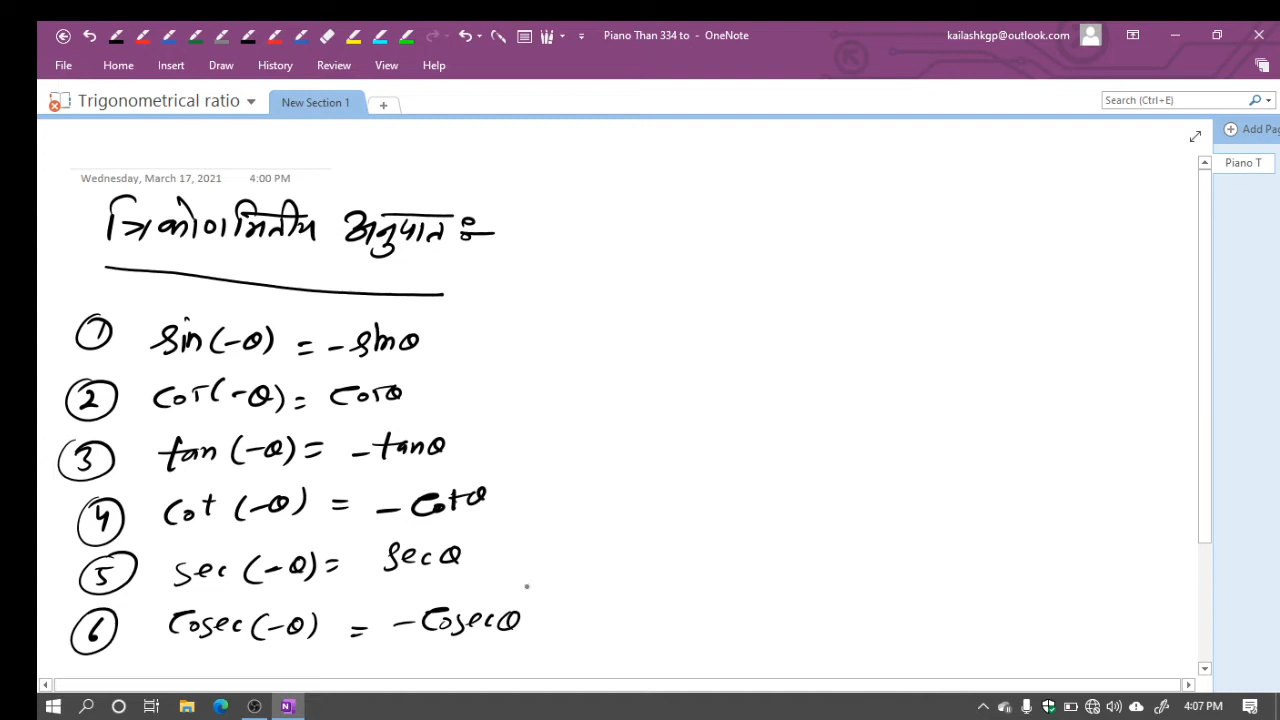 Piano Than 334 to - OneNote
kailashkgp@outlook.com
File Home Insert Draw History Review View Help
Trigonometrical ratio
New Section 1
+
Search (Ctrl+E)
Add Pag
Piano T
Wednesday, March 17, 2021 4:00 PM
त्रिकोणमितीय अनुपात :-
① sin(-θ) = -sinθ
② cos(-θ) = cosθ
③ tan(-θ) = -tanθ
④ cot(-θ) = -cotθ
⑤ sec(-θ) = secθ
⑥ cosec(-θ) = -cosecθ
4:07 PM